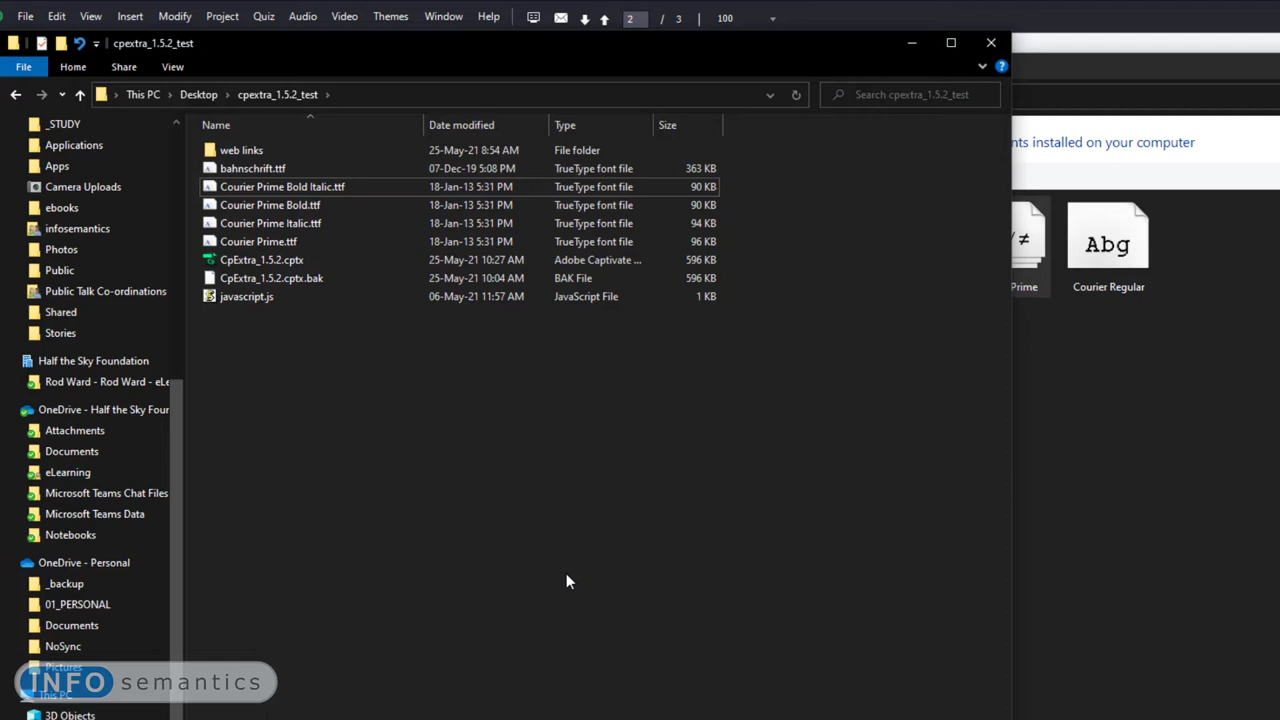 File Edit View Insert Modify Project Quiz Audio Video Themes Window Help 2 / 3 100
cpextra_1.5.2_test
File Home Share View
This PC Desktop cpextra_1.5.2_test Search cpextra_1.5.2_test
Name Date modified Type Size
web links 25-May-21 8:54 AM File folder
bahnschrift.ttf 07-Dec-19 5:08 PM TrueType font file 363 KB
Courier Prime Bold Italic.ttf 18-Jan-13 5:31 PM TrueType font file 90 KB
Courier Prime Bold.ttf 18-Jan-13 5:31 PM TrueType font file 90 KB
Courier Prime Italic.ttf 18-Jan-13 5:31 PM TrueType font file 94 KB
Courier Prime.ttf 18-Jan-13 5:31 PM TrueType font file 96 KB
CpExtra_1.5.2.cptx 25-May-21 10:27 AM Adobe Captivate ... 596 KB
CpExtra_1.5.2.cptx.bak 25-May-21 10:04 AM BAK File 596 KB
javascript.js 06-May-21 11:57 AM JavaScript File 1 KB
_STUDY
Applications
Apps
Camera Uploads
ebooks
infosemantics
Photos
Public
Public Talk Co-ordinations
Shared
Stories
Half the Sky Foundation
Rod Ward - Rod Ward - eLe
OneDrive - Half the Sky Four
Attachments
Documents
eLearning
Microsoft Teams Chat Files
Microsoft Teams Data
Notebooks
OneDrive - Personal
_backup
01_PERSONAL
Documents
NoSync
Pictures
This PC
3D Objects
INFO semantics
nts installed on your computer
/≠
Abg
Prime
Courier Regular